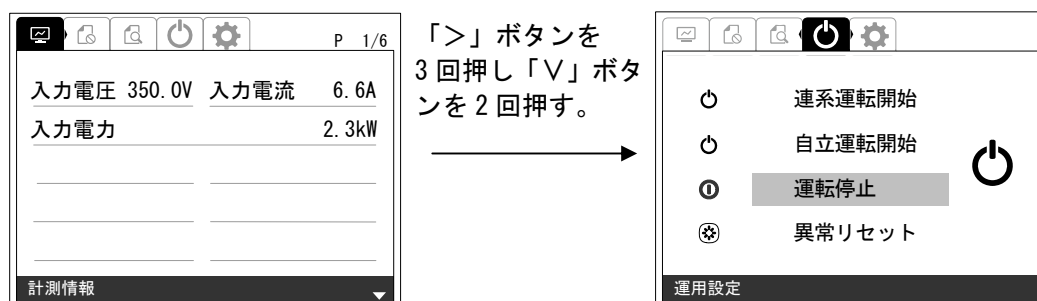 P 1/6
入力電圧 350.0V 入力電流 6.6A
入力電力 2.3kW
計測情報
「＞」ボタンを
3回押し「∨」ボタ
ンを2回押す。
連系運転開始
自立運転開始
運転停止
異常リセット
運用設定